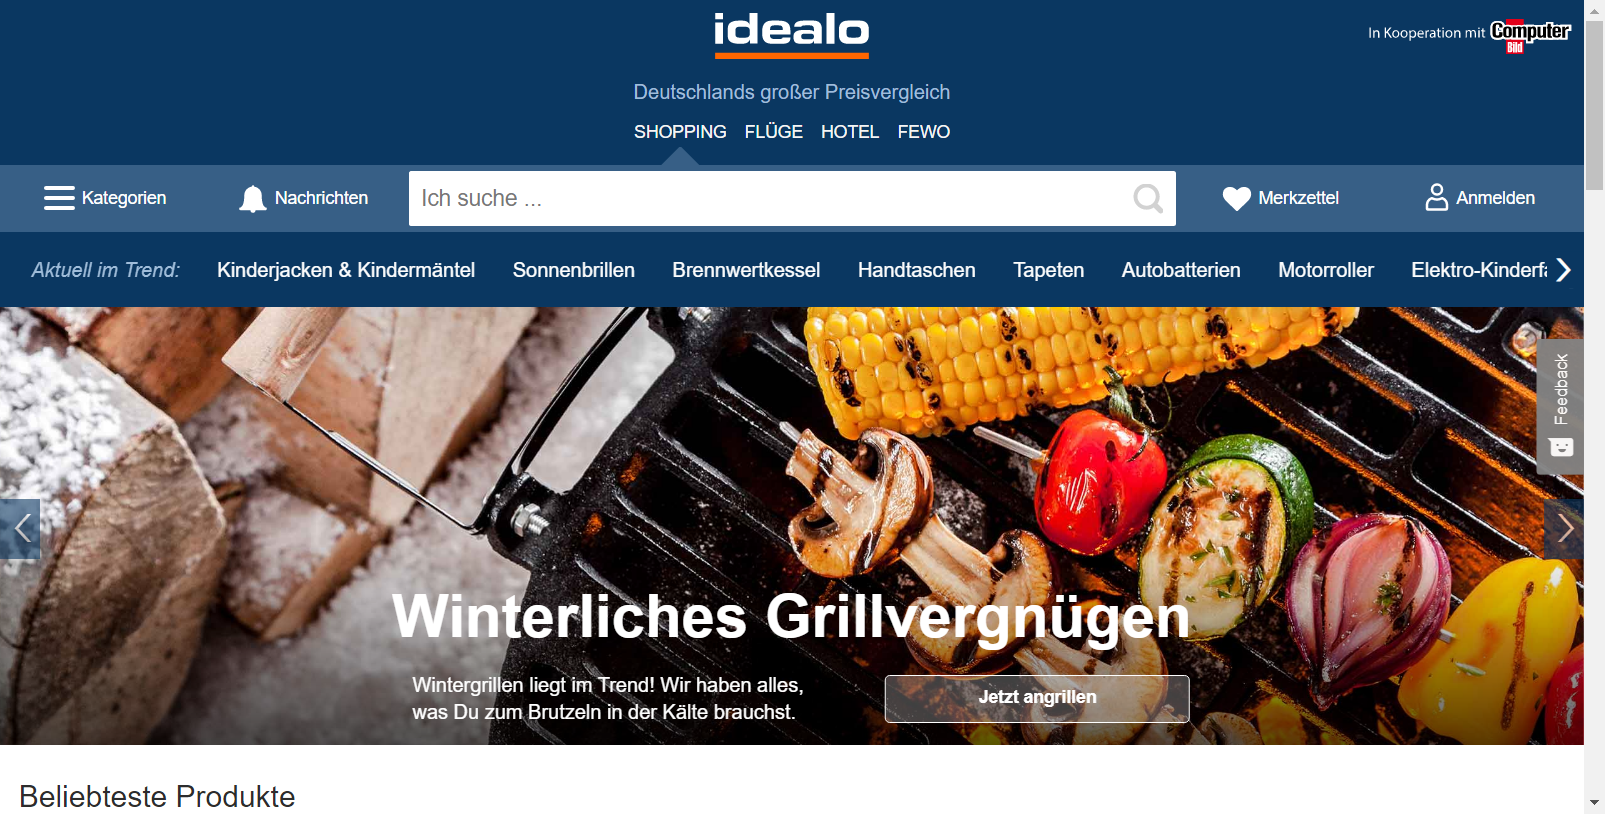 idealo
In Kooperation mit Computer Bild
Deutschlands großer Preisvergleich
SHOPPING FLÜGE HOTEL FEWO
Kategorien Nachrichten Ich suche ... Merkzettel Anmelden
Aktuell im Trend: Kinderjacken & Kindermäntel Sonnenbrillen Brennwertkessel Handtaschen Tapeten Autobatterien Motorroller Elektro-Kinderfa
Feedback
Winterliches Grillvergnügen
Wintergrillen liegt im Trend! Wir haben alles,
was Du zum Brutzeln in der Kälte brauchst.
Jetzt angrillen
Beliebteste Produkte